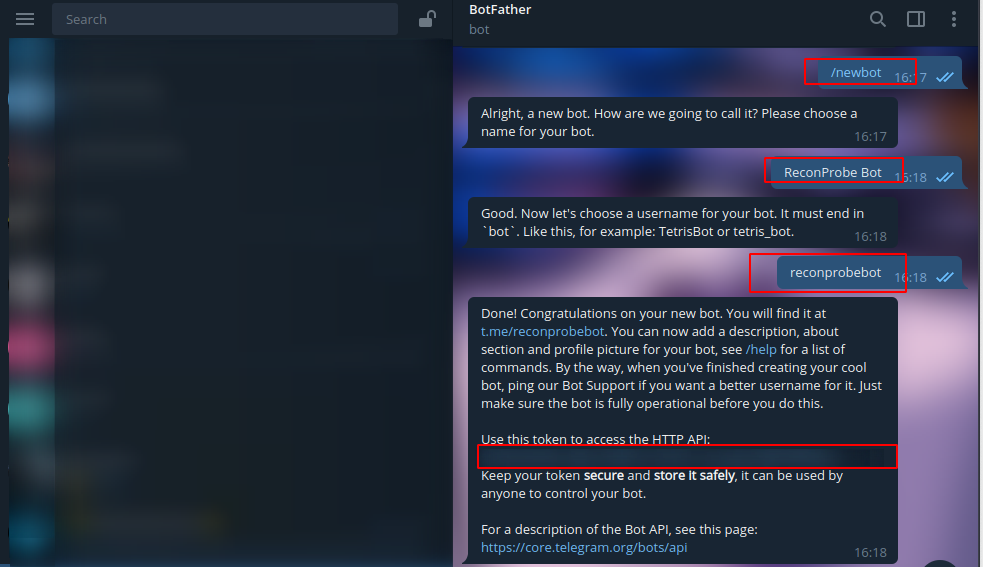 Search
BotFather
bot
/newbot
16:17
Alright, a new bot. How are we going to call it? Please choose a
name for your bot.
16:17
ReconProbe Bot
16:18
Good. Now let's choose a username for your bot. It must end in
`bot`. Like this, for example: TetrisBot or tetris_bot.
16:18
reconprobebot
16:18
Done! Congratulations on your new bot. You will find it at
t.me/reconprobebot. You can now add a description, about
section and profile picture for your bot, see /help for a list of
commands. By the way, when you've finished creating your cool
bot, ping our Bot Support if you want a better username for it. Just
make sure the bot is fully operational before you do this.
Use this token to access the HTTP API:
Keep your token secure and store it safely, it can be used by
anyone to control your bot.
For a description of the Bot API, see this page:
https://core.telegram.org/bots/api
16:18